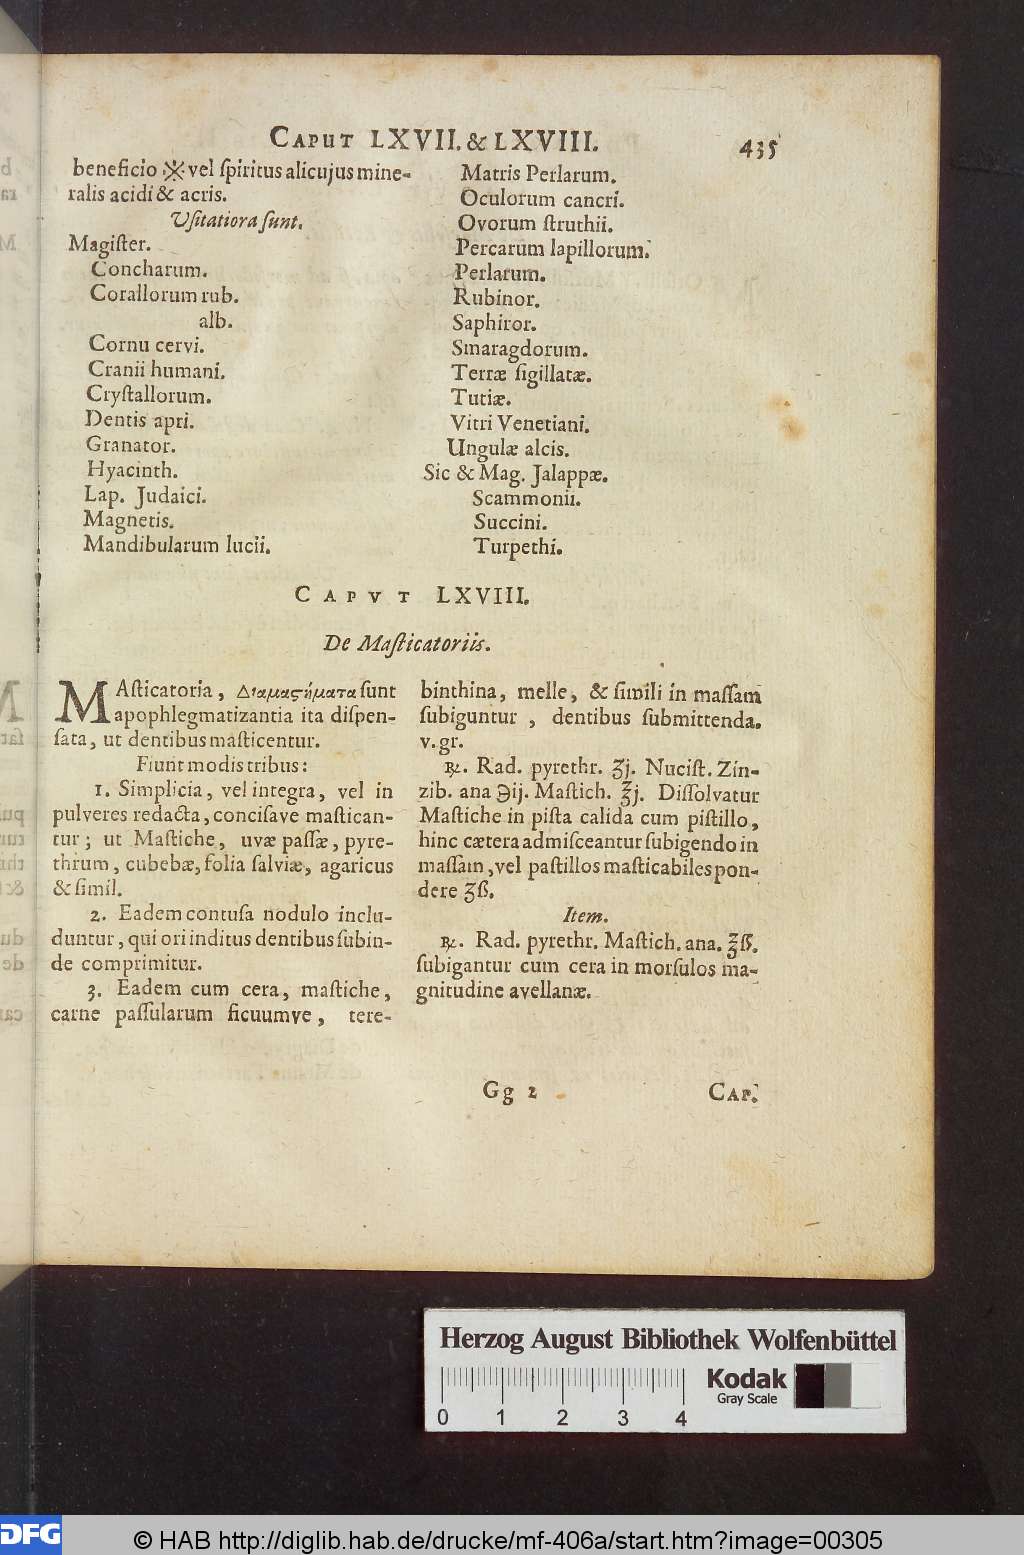 CAPUT LXVII. & LXVIII. 435
beneficio ※ vel ſpiritus alicujus mine-
ralis acidi & acris.
Uſitatiora ſunt.
Magiſter.
Concharum.
Corallorum rub.
alb.
Cornu cervi.
Cranii humani.
Cryſtallorum.
Dentis apri.
Granator.
Hyacinth.
Lap. Judaici.
Magnetis.
Mandibularum lucii.
Matris Perlarum.
Oculorum cancri.
Ovorum ſtruthii.
Percarum lapillorum.
Perlarum.
Rubinor.
Saphiror.
Smaragdorum.
Terræ ſigillatæ.
Tutiæ.
Vitri Venetiani.
Ungulæ alcis.
Sic & Mag. Jalappæ.
Scammonii.
Succini.
Turpethi.
CAPVT LXVIII.
De Maſticatoriis.
MAſticatoria, Διαμαςήματα ſunt
apophlegmatizantia ita diſpen-
ſata, ut dentibus maſticentur.
Fiunt modis tribus:
1. Simplicia, vel integra, vel in
pulveres redacta, conciſave maſtican-
tur; ut Maſtiche, uvæ paſſæ, pyre-
thrum, cubebæ, folia ſalviæ, agaricus
& ſimil.
2. Eadem contuſa nodulo inclu-
duntur, qui ori inditus dentibus ſubin-
de comprimitur.
3. Eadem cum cera, maſtiche,
carne paſſularum ficuumve, tere-
binthina, melle, & ſimili in maſſam
ſubiguntur, dentibus ſubmittenda.
v. gr.
℞. Rad. pyrethr. ʒj. Nuciſt. Zin-
zib. ana ℈ij. Maſtich. ℥j. Diſſolvatur
Maſtiche in piſta calida cum piſtillo,
hinc cætera admiſceantur ſubigendo in
maſſam, vel paſtillos maſticabiles pon-
dere ʒß.
Item.
℞. Rad. pyrethr. Maſtich. ana. ℥ß.
ſubigantur cum cera in morſulos ma-
gnitudine avellanæ.
Gg 2 CAP.
Herzog August Bibliothek Wolfenbüttel
Kodak
Gray Scale
0 1 2 3 4
DFG © HAB http://diglib.hab.de/drucke/mf-406a/start.htm?image=00305